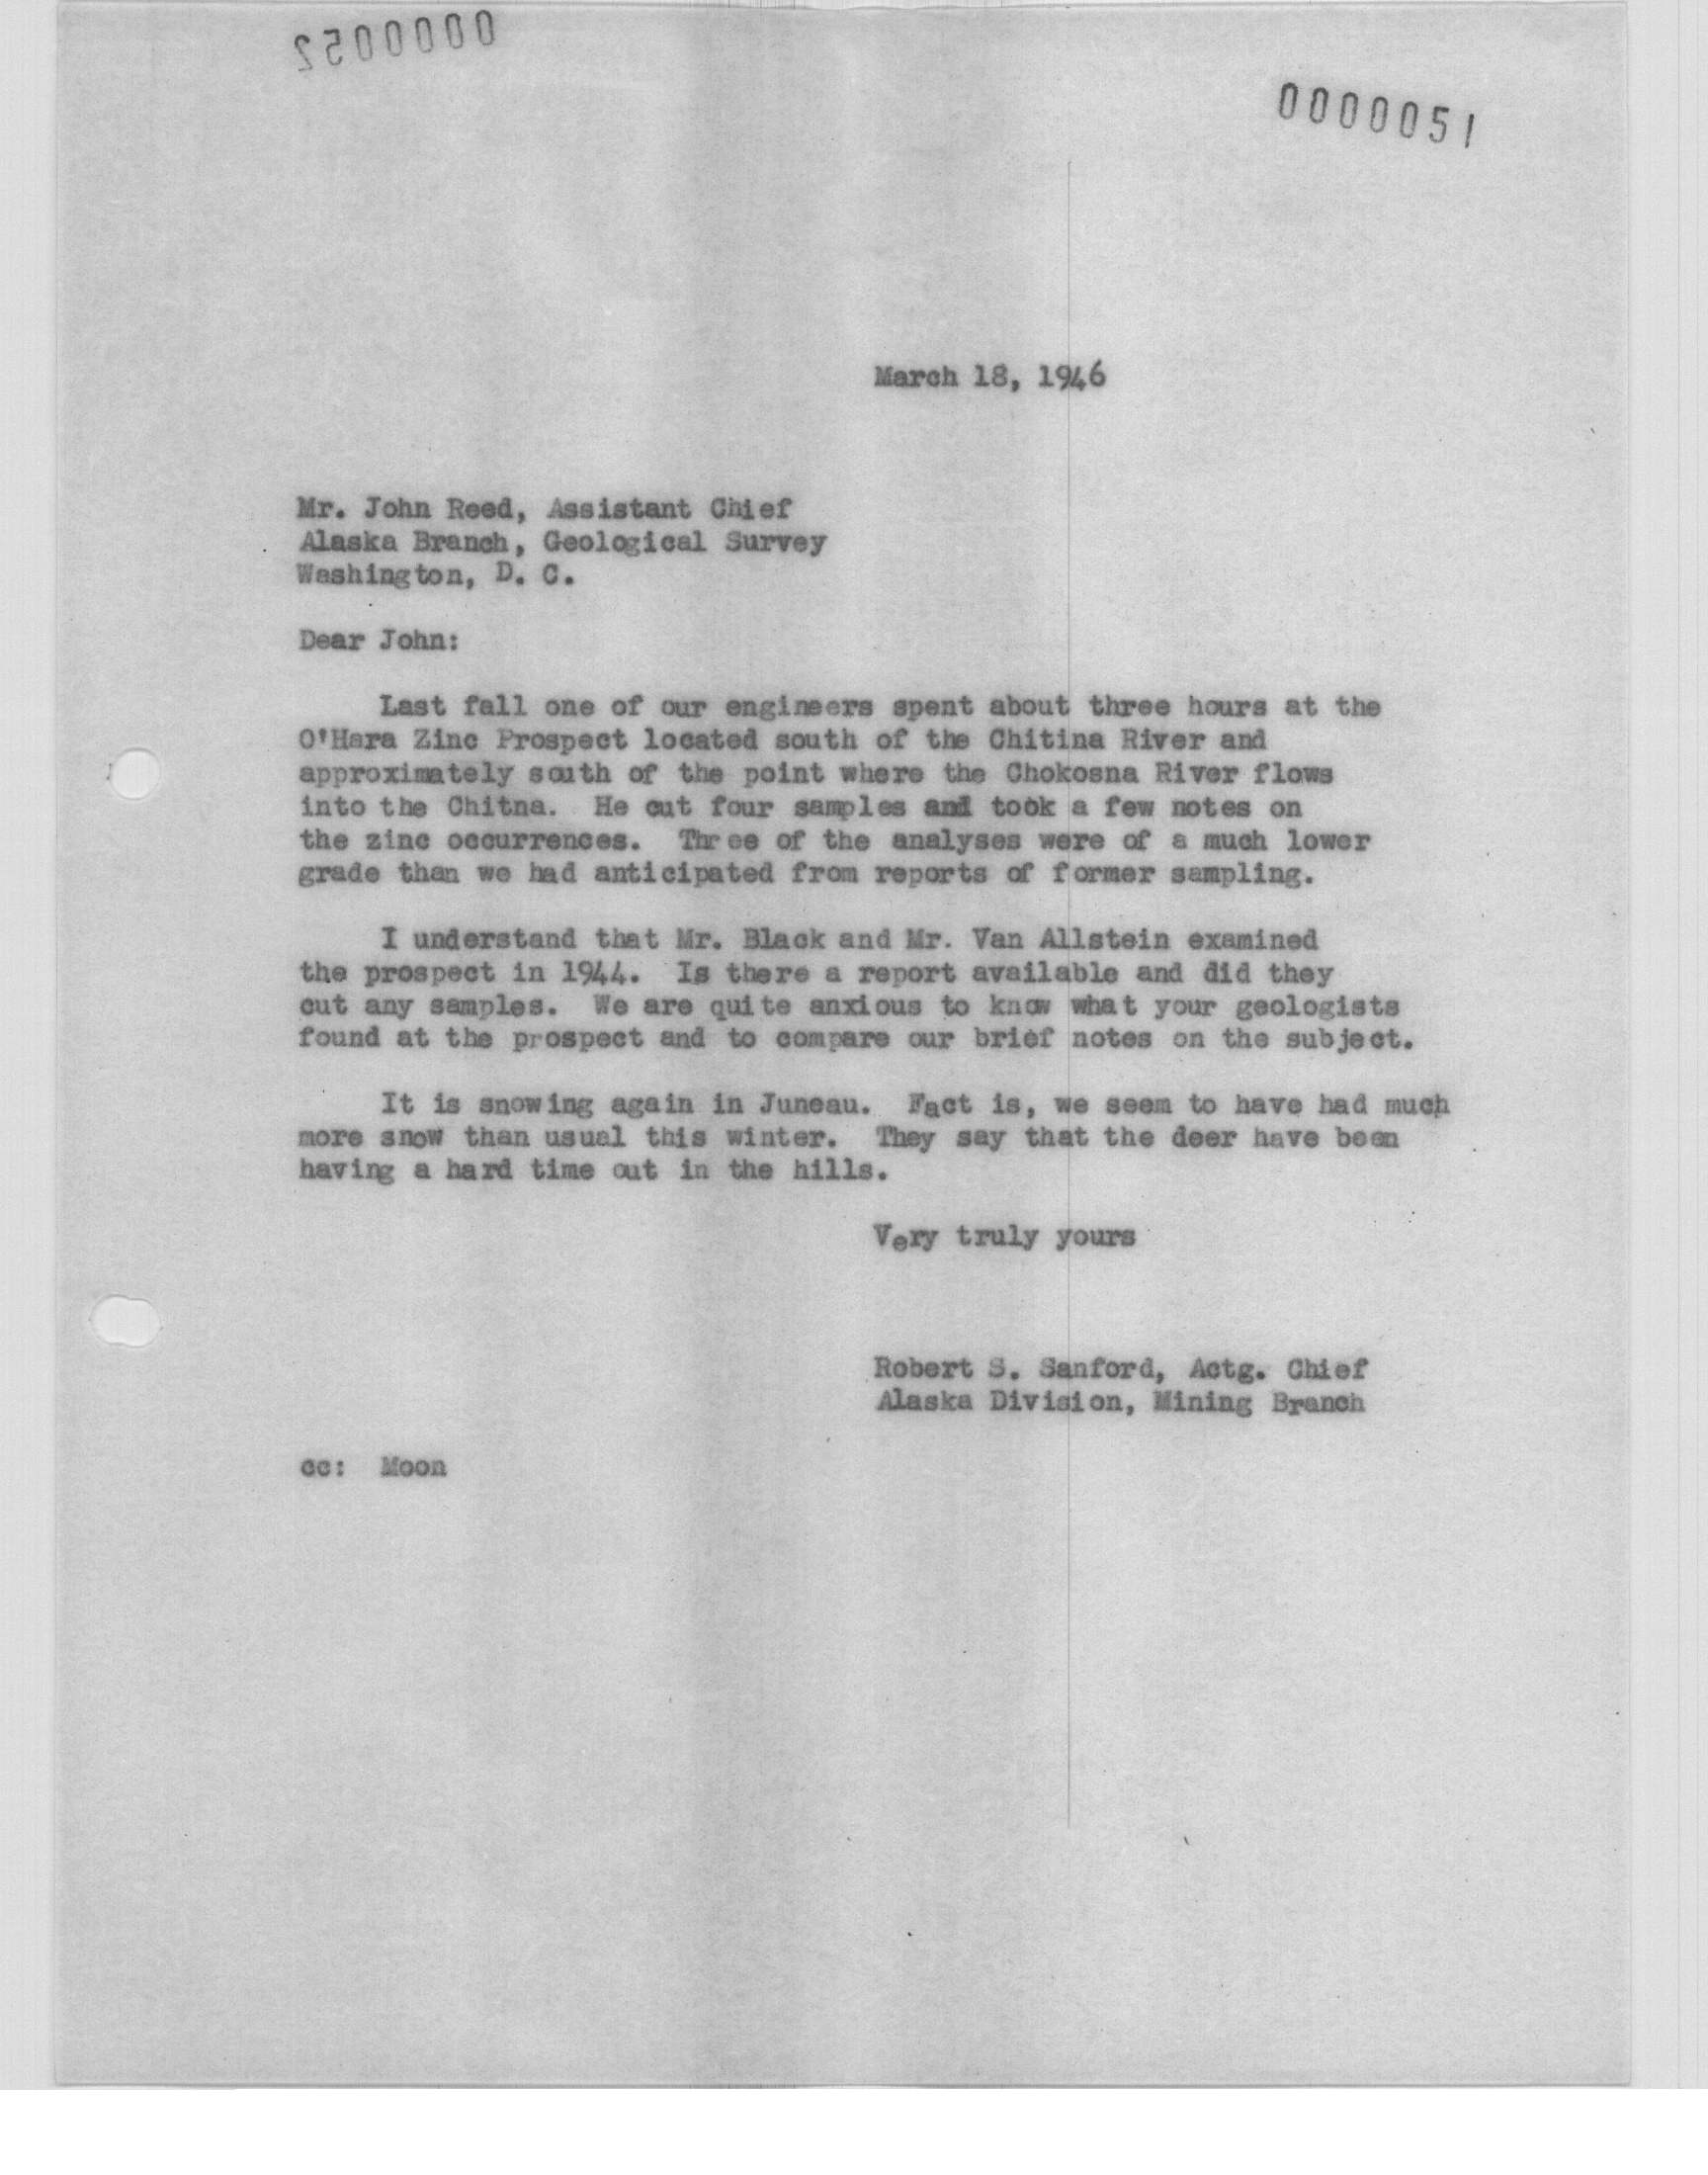 0000052
0000051
March 18, 1946
Mr. John Reed, Assistant Chief
Alaska Branch, Geological Survey
Washington, D. C.
Dear John:
Last fall one of our engineers spent about three hours at the
O'Hara Zinc Prospect located south of the Chitina River and
approximately south of the point where the Chokosna River flows
into the Chitna. He cut four samples and took a few notes on
the zinc occurrences. Three of the analyses were of a much lower
grade than we had anticipated from reports of former sampling.
I understand that Mr. Black and Mr. Van Allstein examined
the prospect in 1944. Is there a report available and did they
cut any samples. We are quite anxious to know what your geologists
found at the prospect and to compare our brief notes on the subject.
It is snowing again in Juneau. Fact is, we seem to have had much
more snow than usual this winter. They say that the deer have been
having a hard time out in the hills.
Very truly yours
Robert S. Sanford, Actg. Chief
Alaska Division, Mining Branch
cc: Moon